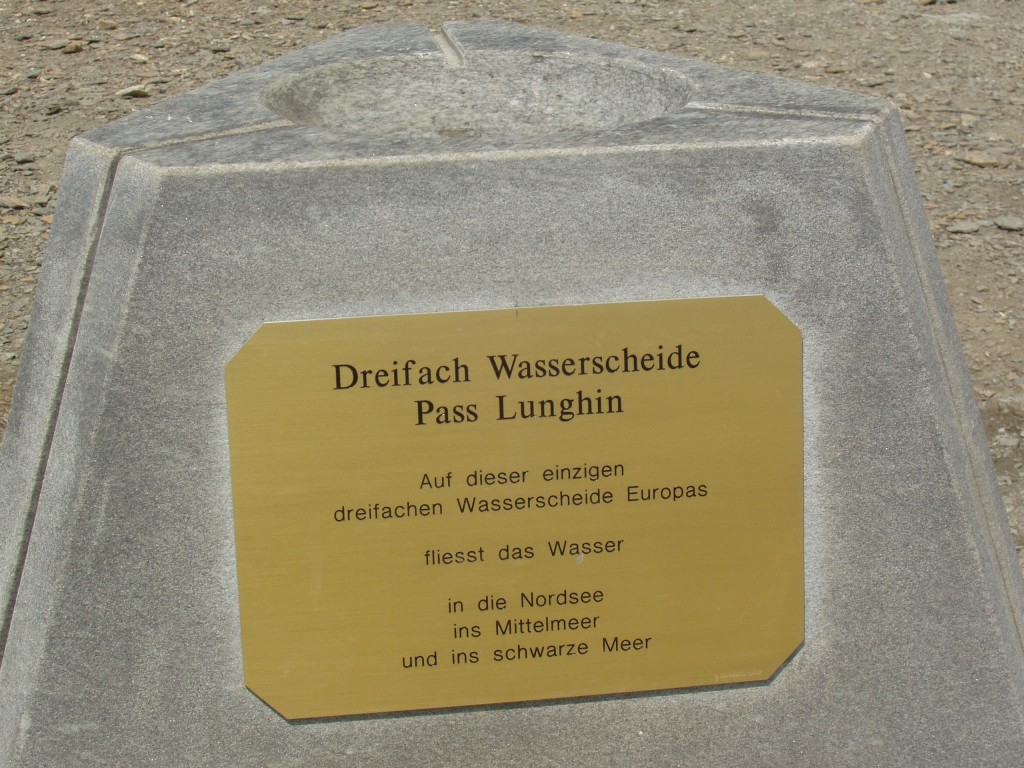 Dreifach Wasserscheide
Pass Lunghin
Auf dieser einzigen
dreifachen Wasserscheide Europas
fliesst das Wasser
in die Nordsee
ins Mittelmeer
und ins schwarze Meer